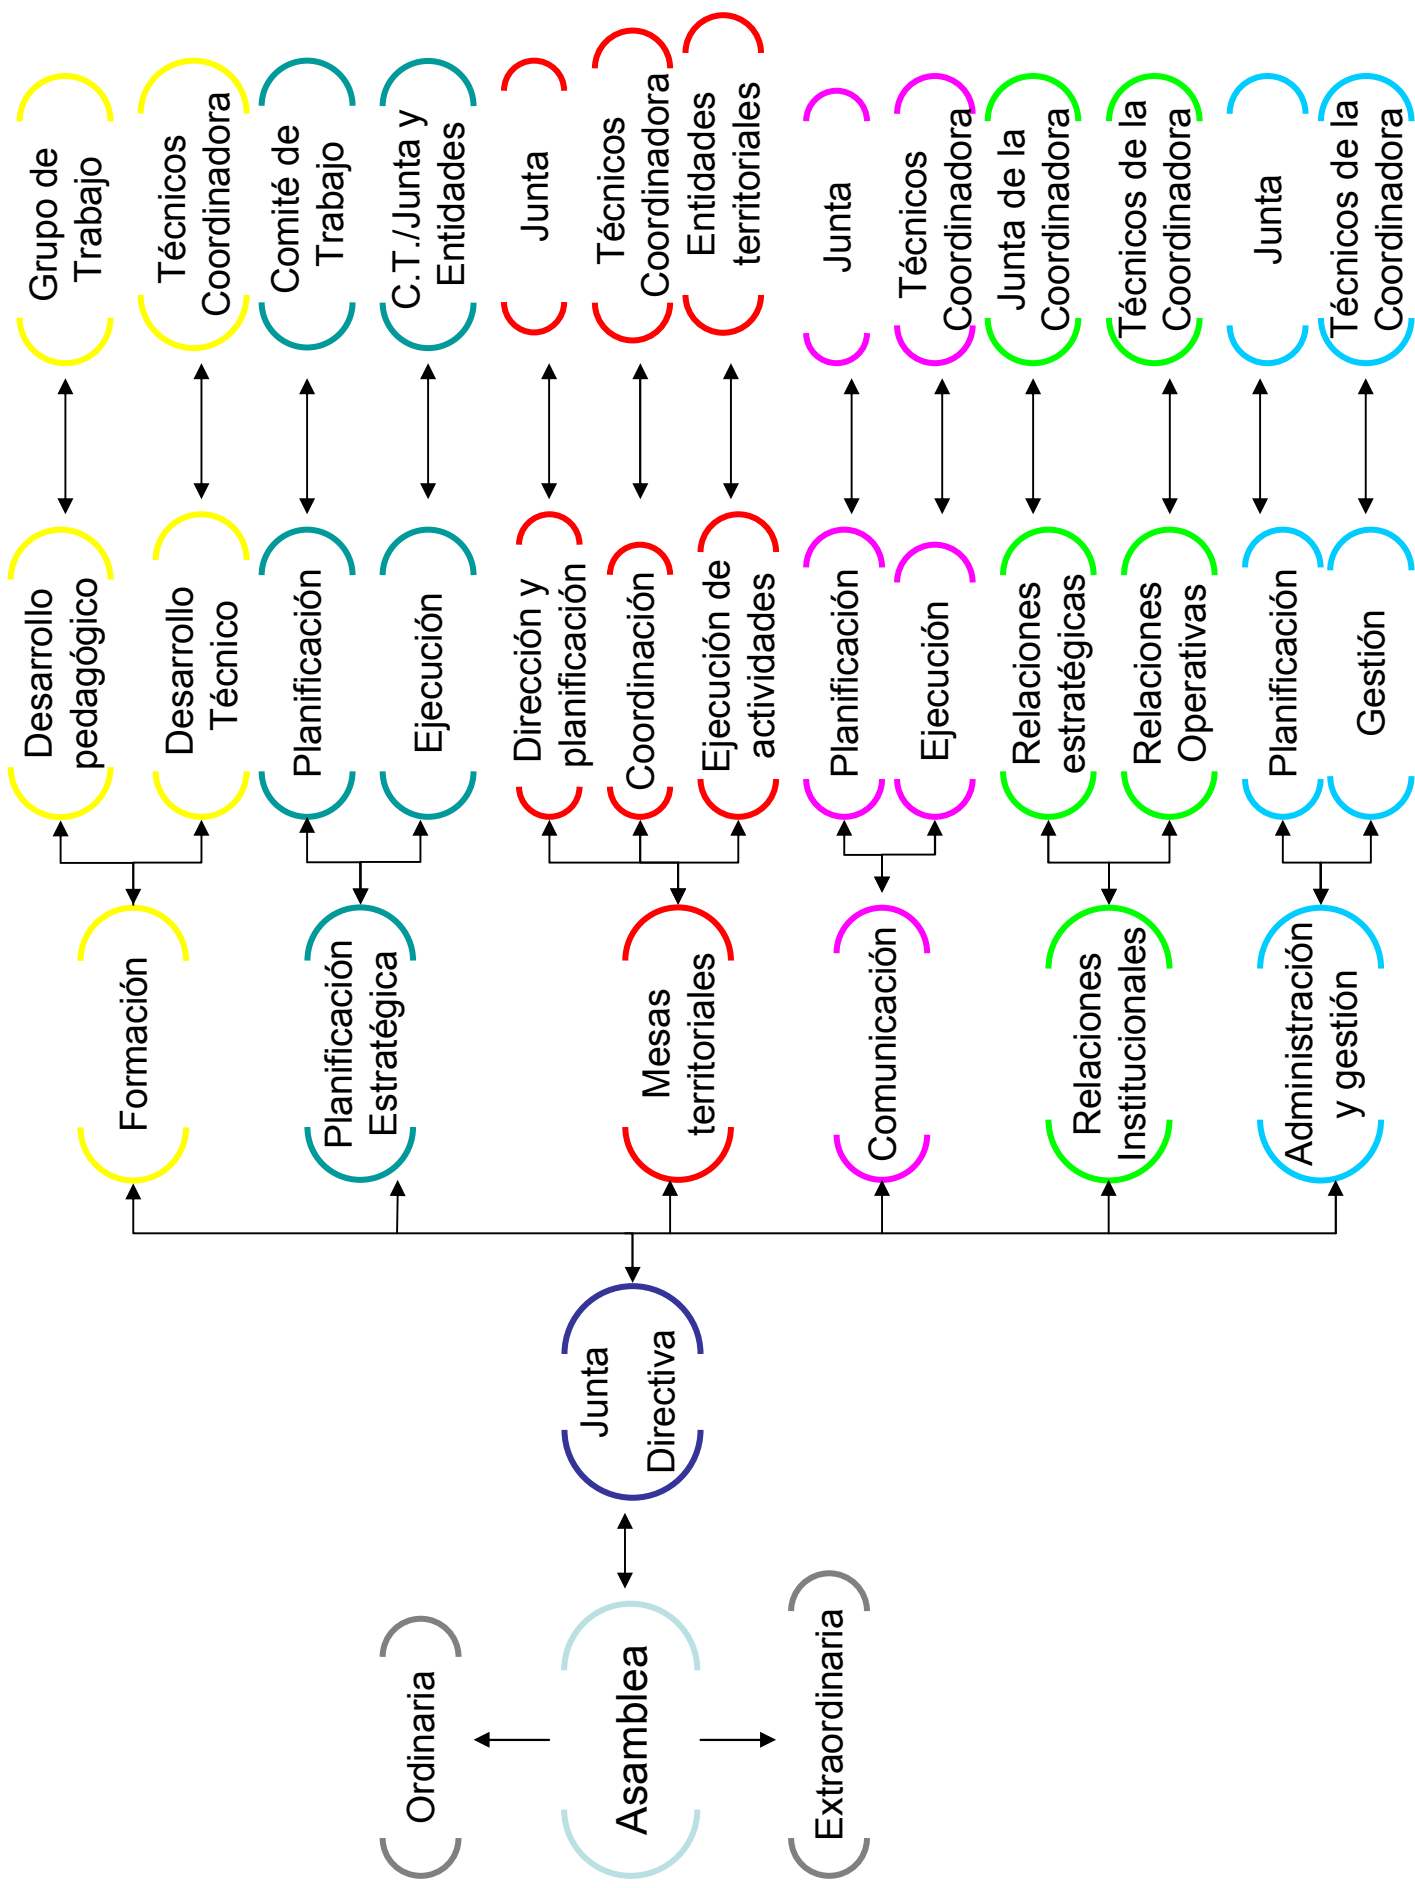 Asamblea
Ordinaria
Extraordinaria
Junta
Directiva
Formación
Desarrollo
pedagógico
Grupo de
Trabajo
Desarrollo
Técnico
Técnicos
Coordinadora
Planificación
Estratégica
Planificación
Comité de
Trabajo
Ejecución
C.T./Junta y
Entidades
Mesas
territoriales
Dirección y
planificación
Junta
Coordinación
Técnicos
Coordinadora
Ejecución de
actividades
Entidades
territoriales
Comunicación
Planificación
Junta
Ejecución
Técnicos
Coordinadora
Relaciones
Institucionales
Relaciones
estratégicas
Junta de la
Coordinadora
Relaciones
Operativas
Técnicos de la
Coordinadora
Administración
y gestión
Planificación
Junta
Gestión
Técnicos de la
Coordinadora